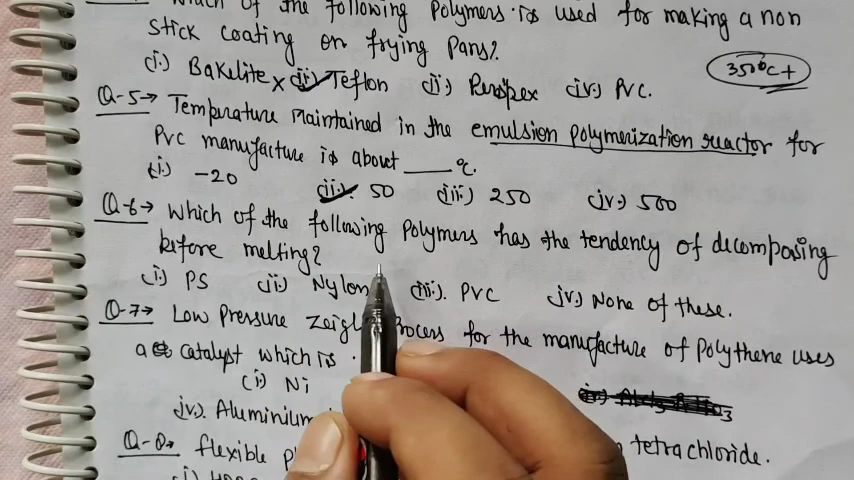 Which of the following Polymers is used for making a non
stick coating on frying Pans?
(i.) Bakelite x (ii.) Teflon (ii.) Perspex (iv.) PVC.
350°C+
Q-5→ Temperature Maintained in the emulsion polymerization reactor for
PVC manufacture is about ___ °C.
(i.) -20 (ii.) 50 (iii.) 250 (iv.) 500
Q-6→ Which of the following Polymers has the tendency of decomposing
before melting?
(i.) PS (ii.) Nylon (iii.). PVC (iv.) None of these.
Q-7→ Low Pressure Zeigl rocess for the manufacture of Polythene uses
a catalyst which is
(i.) Ni
(iv.). Aluminium tetrachloride.
Q-8→ flexible